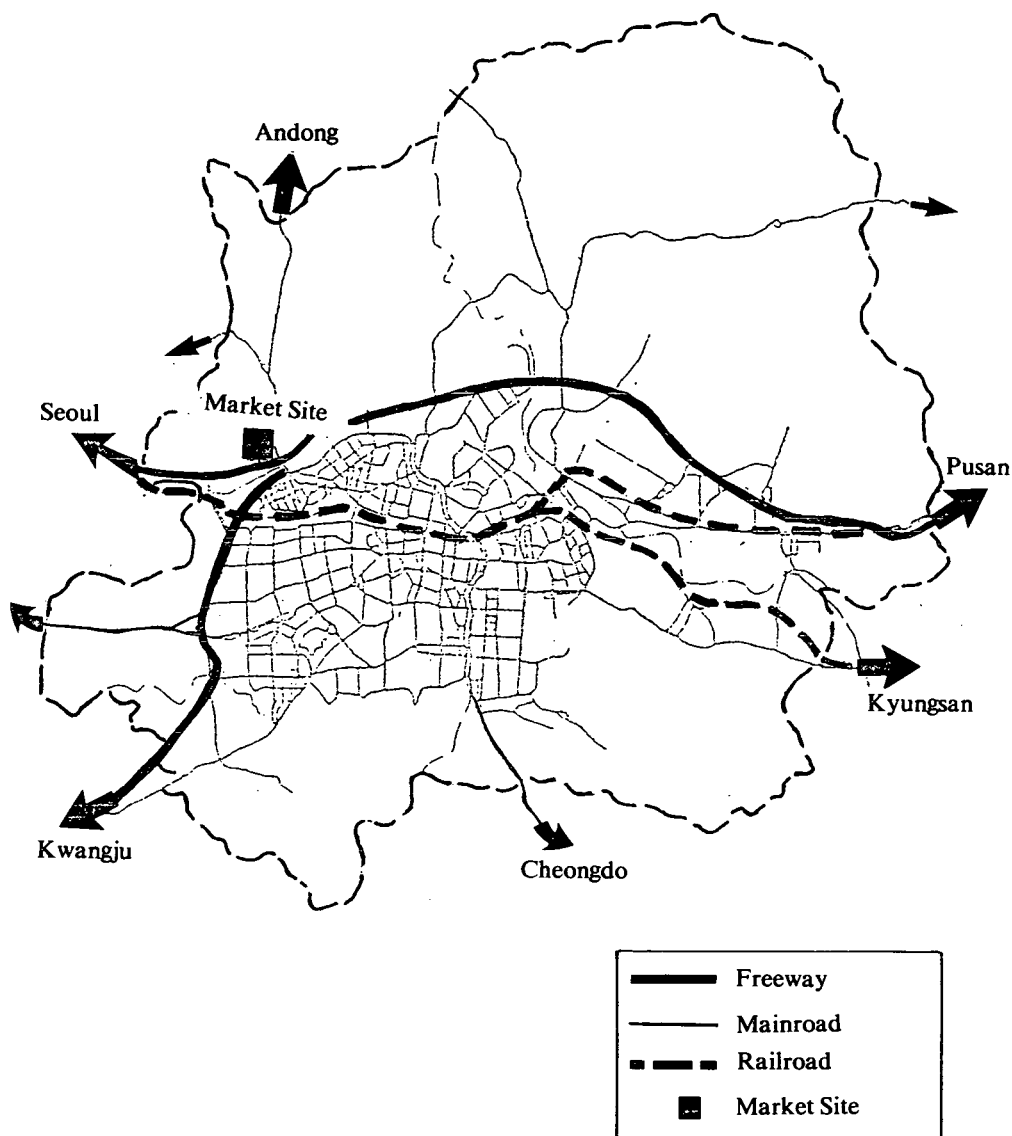 Andong
Market Site
Seoul
Pusan
Kyungsan
Kwangju
Cheongdo
Freeway
Mainroad
Railroad
Market Site